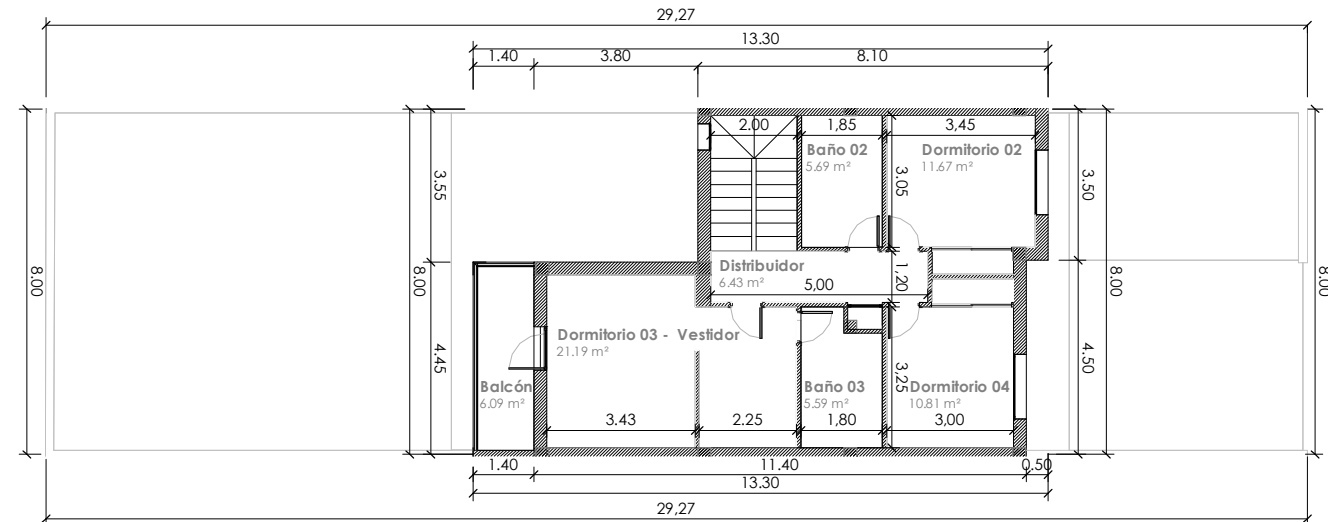 29,27
13.30
1.40 3.80 8.10
2.00 1,85 3,45
Baño 02 Dormitorio 02
5.69 m² 11.67 m²
3.55 3.05 3.50
8.00 8.00 8.00 8.00
Distribuidor
6.43 m² 1,20
5,00
Dormitorio 03 - Vestidor
21.19 m²
4.45 3,25 4.50
Balcón Baño 03 Dormitorio 04
6.09 m² 5.59 m² 10.81 m²
3.43 2.25 1,80 3,00
1.40 11.40 0.50
13.30
29,27